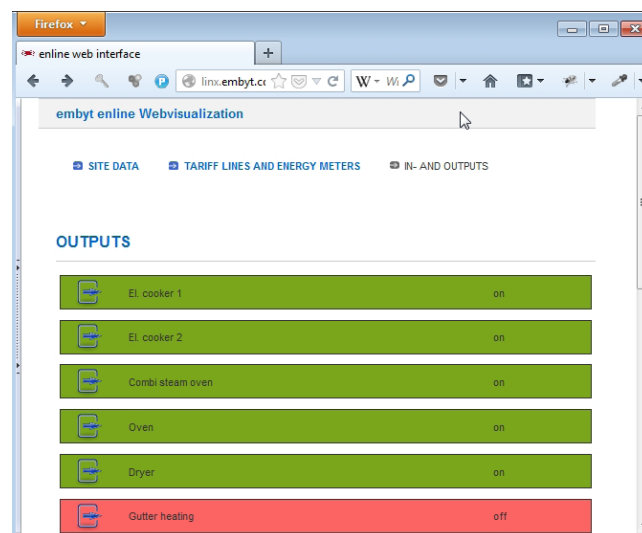 Firefox
enline web interface
linx.embyt.cc
W
Wi
embyt enline Webvisualization
SITE DATA TARIFF LINES AND ENERGY METERS IN- AND OUTPUTS
OUTPUTS
El. cooker 1 on
El. cooker 2 on
Combi steam oven on
Oven on
Dryer on
Gutter heating off